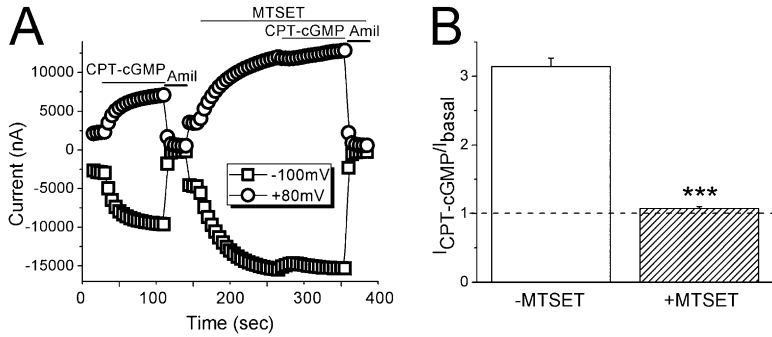 A
MTSET
CPT-cGMP
Amil
CPT-cGMP
Amil
10000
5000
0
-5000
-10000
-15000
Current (nA)
-100mV
+80mV
0
100
200
300
400
Time (sec)
B
3
2
1
0
ICPT-cGMP/Ibasal
***
-MTSET
+MTSET